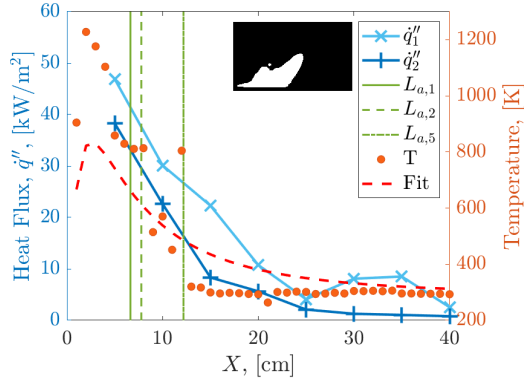 60
50
40
30
20
10
0
Heat Flux, q̇″, [kW/m²]
0
10
20
30
40
X, [cm]
1200
1000
800
600
400
200
Temperature, [K]
q̇″₁
q̇″₂
L_{a,1}
L_{a,2}
L_{a,5}
T
Fit